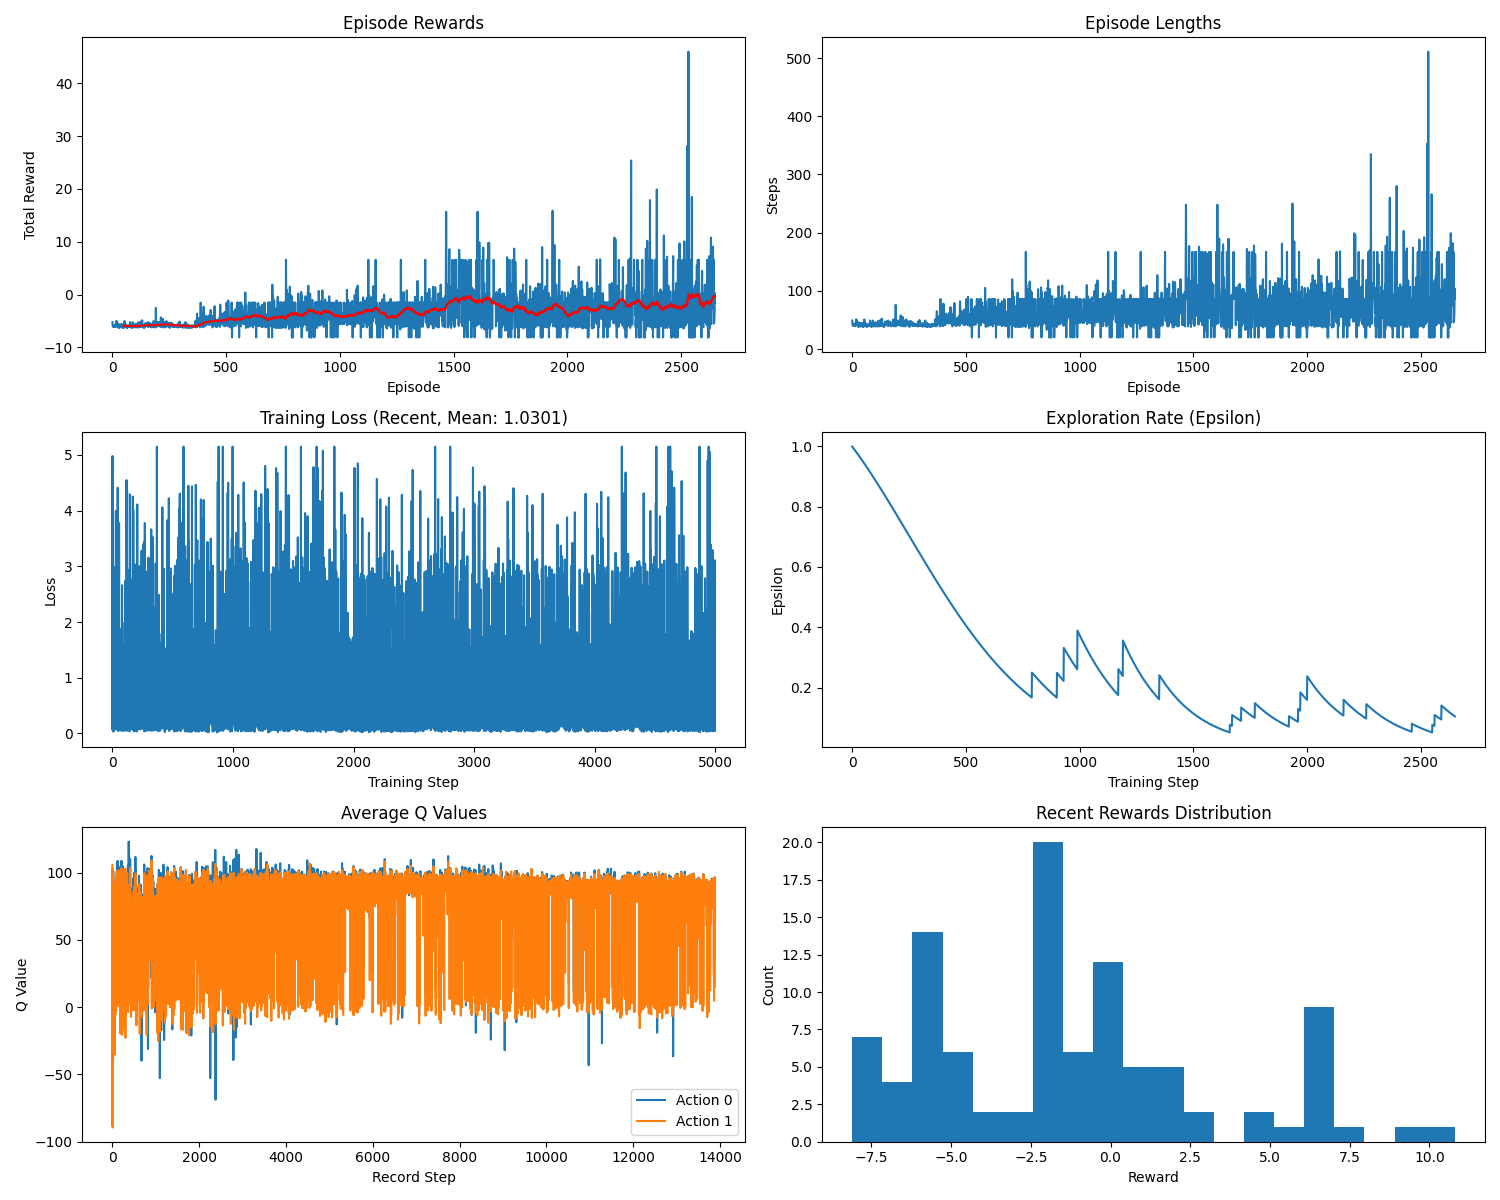 Episode Rewards
Total Reward
40
30
20
10
0
−10
0 500 1000 1500 2000 2500
Episode
Episode Lengths
Steps
500
400
300
200
100
0
0 500 1000 1500 2000 2500
Episode
Training Loss (Recent, Mean: 1.0301)
Loss
5
4
3
2
1
0
0 1000 2000 3000 4000 5000
Training Step
Exploration Rate (Epsilon)
Epsilon
1.0
0.8
0.6
0.4
0.2
0 500 1000 1500 2000 2500
Training Step
Average Q Values
Q Value
100
50
0
−50
−100
Action 0
Action 1
0 2000 4000 6000 8000 10000 12000 14000
Record Step
Recent Rewards Distribution
Count
20.0
17.5
15.0
12.5
10.0
7.5
5.0
2.5
0.0
−7.5 −5.0 −2.5 0.0 2.5 5.0 7.5 10.0
Reward